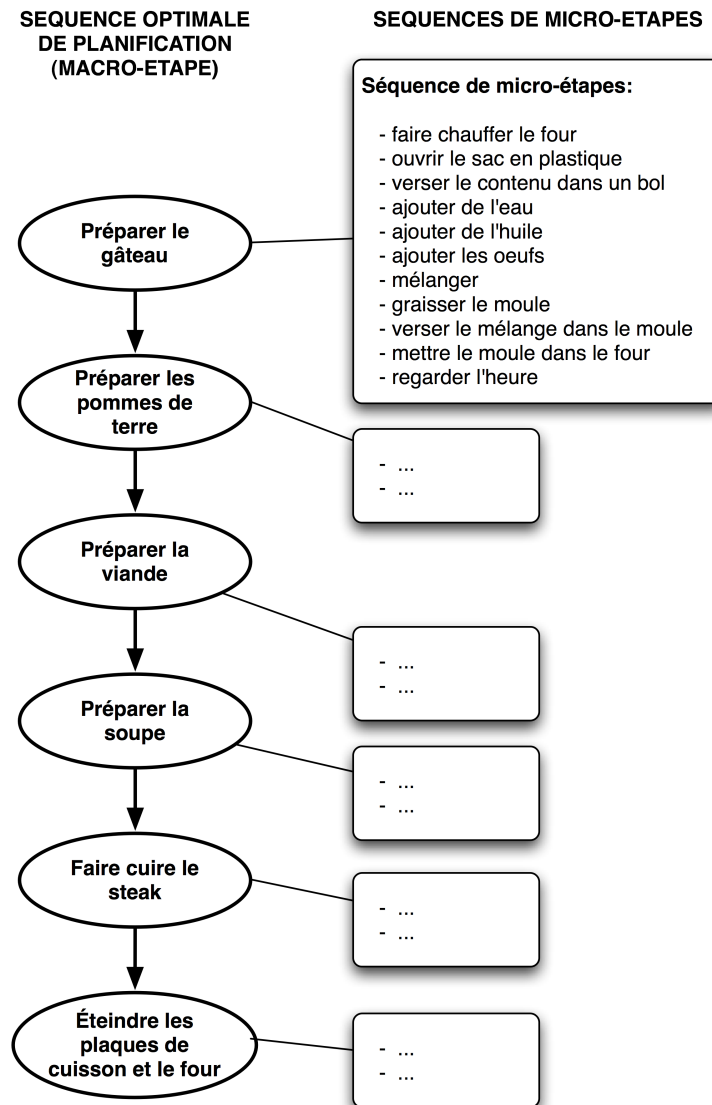 SEQUENCE OPTIMALE
DE PLANIFICATION
(MACRO-ETAPE)
SEQUENCES DE MICRO-ETAPES
Séquence de micro-étapes:
- faire chauffer le four
- ouvrir le sac en plastique
- verser le contenu dans un bol
- ajouter de l'eau
- ajouter de l'huile
- ajouter les oeufs
- mélanger
- graisser le moule
- verser le mélange dans le moule
- mettre le moule dans le four
- regarder l'heure
Préparer le
gâteau
Préparer les
pommes de
terre
- ...
- ...
Préparer la
viande
- ...
- ...
Préparer la
soupe
- ...
- ...
Faire cuire le
steak
- ...
- ...
Éteindre les
plaques de
cuisson et le four
- ...
- ...